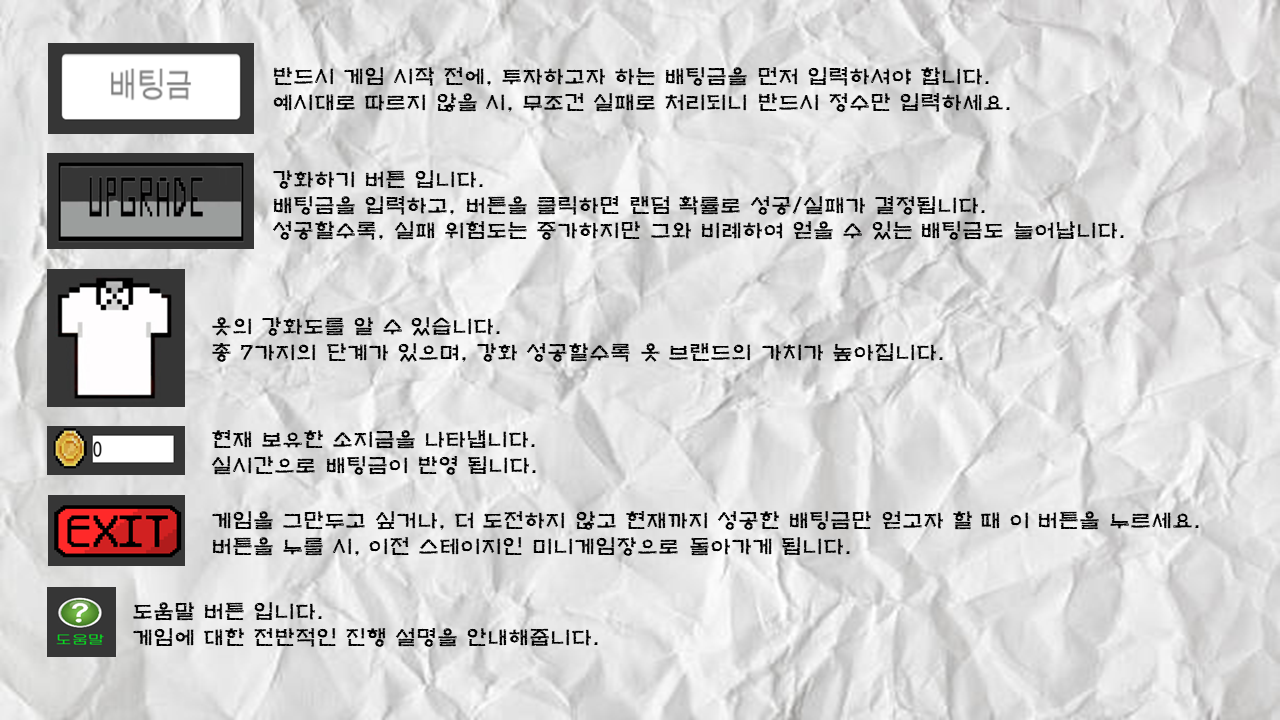 배팅금
반드시 게임 시작 전에, 투자하고자 하는 배팅금을 먼저 입력하셔야 합니다.
예시대로 따르지 않을 시, 무조건 실패로 처리되니 반드시 정수만 입력하세요.
UPGRADE
강화하기 버튼 입니다.
배팅금을 입력하고, 버튼을 클릭하면 랜덤 확률로 성공/실패가 결정됩니다.
성공할수록, 실패 위험도는 증가하지만 그와 비례하여 얻을 수 있는 배팅금도 늘어납니다.
옷의 강화도를 알 수 있습니다.
총 7가지의 단계가 있으며, 강화 성공할수록 옷 브랜드의 가치가 높아집니다.
0
현재 보유한 소지금을 나타냅니다.
실시간으로 배팅금이 반영 됩니다.
EXIT
게임을 그만두고 싶거나, 더 도전하지 않고 현재까지 성공한 배팅금만 얻고자 할 때 이 버튼을 누르세요.
버튼을 누를 시, 이전 스테이지인 미니게임장으로 돌아가게 됩니다.
?
도움말
도움말 버튼 입니다.
게임에 대한 전반적인 진행 설명을 안내해줍니다.